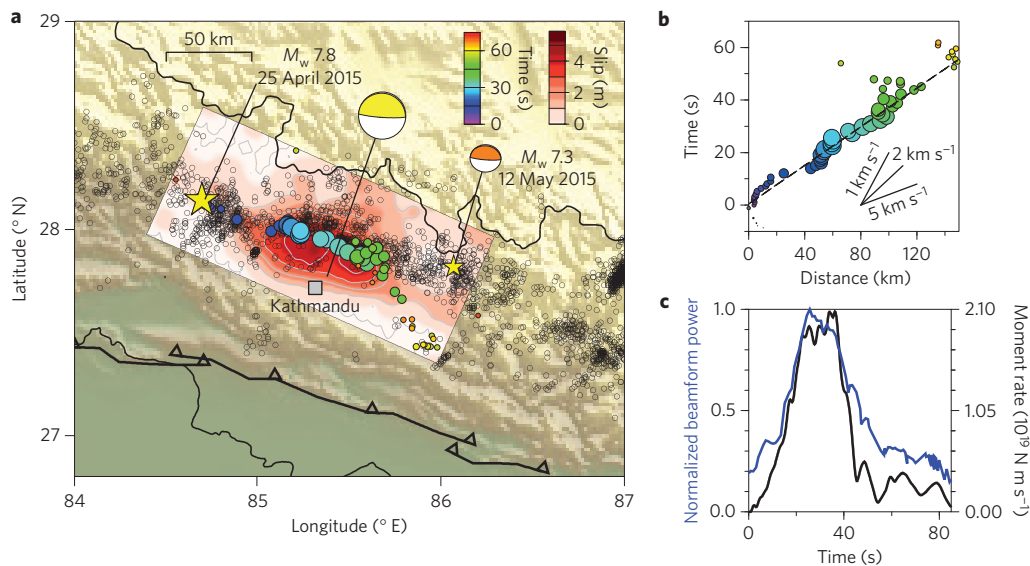 a
50 km
Mw 7.8
25 April 2015
Time (s)
60
30
0
Slip (m)
4
2
0
Mw 7.3
12 May 2015
Kathmandu
Latitude (° N)
29
28
27
84
85
86
87
Longitude (° E)
b
Time (s)
60
40
20
0
1 km s⁻¹
2 km s⁻¹
5 km s⁻¹
0
40
80
120
Distance (km)
c
Normalized beamform power
1.0
0.5
0.0
2.10
1.05
0.00
Moment rate (10¹⁹ N m s⁻¹)
0
40
80
Time (s)